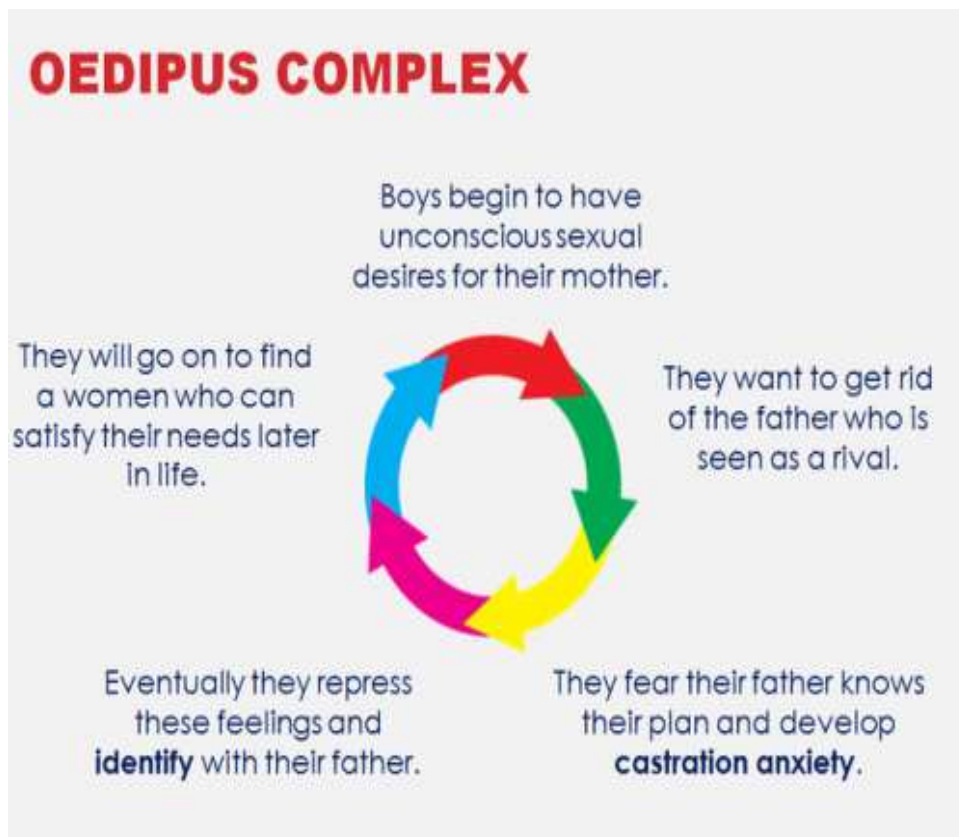 OEDIPUS COMPLEX
Boys begin to have
unconscious sexual
desires for their mother.
They want to get rid
of the father who is
seen as a rival.
They fear their father knows
their plan and develop
castration anxiety.
Eventually they repress
these feelings and
identify with their father.
They will go on to find
a women who can
satisfy their needs later
in life.